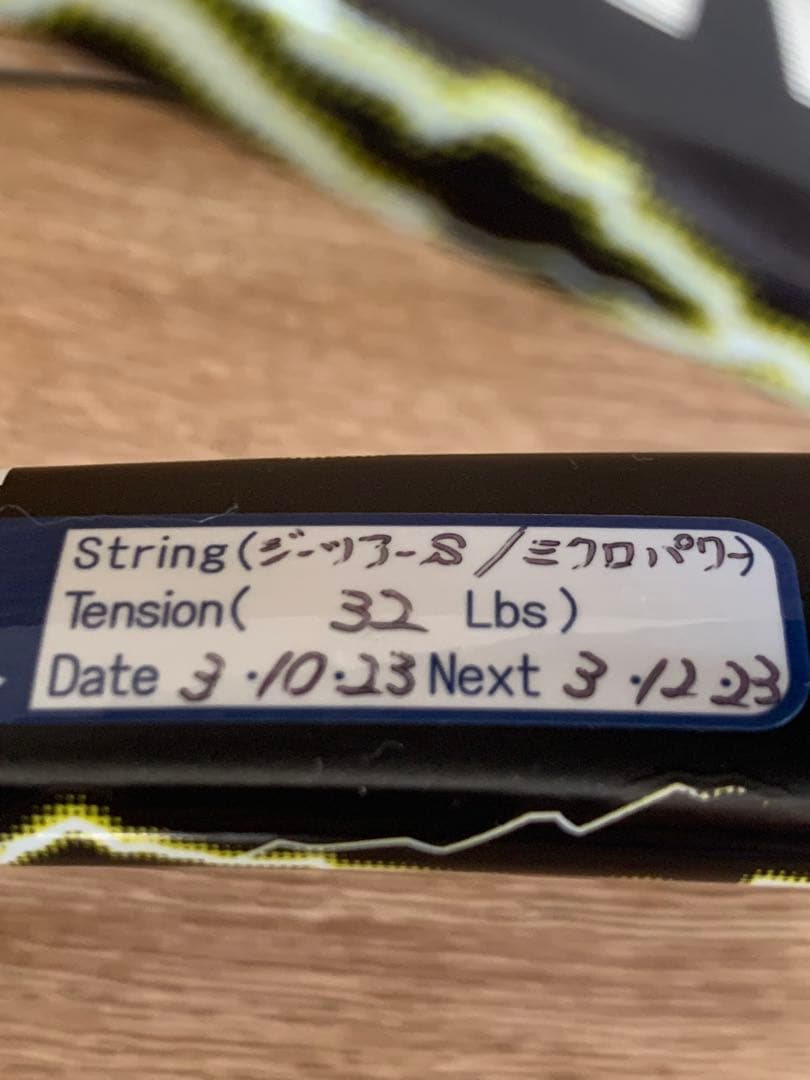 String(ジーツアーS/ミクロパワー)
Tension( 32 Lbs)
Date 3・10・23 Next 3・12・23